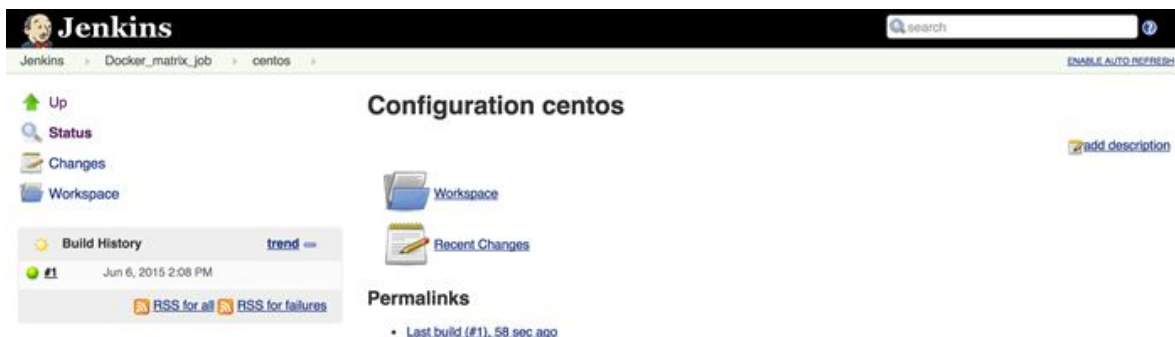 Jenkins
search
Jenkins Docker_matrix_job centos
ENABLE AUTO REFRESH
Up
Status
Changes
Workspace
Build History trend
#1 Jun 6, 2015 2:08 PM
RSS for all RSS for failures
Configuration centos
add description
Workspace
Recent Changes
Permalinks
Last build (#1), 58 sec ago